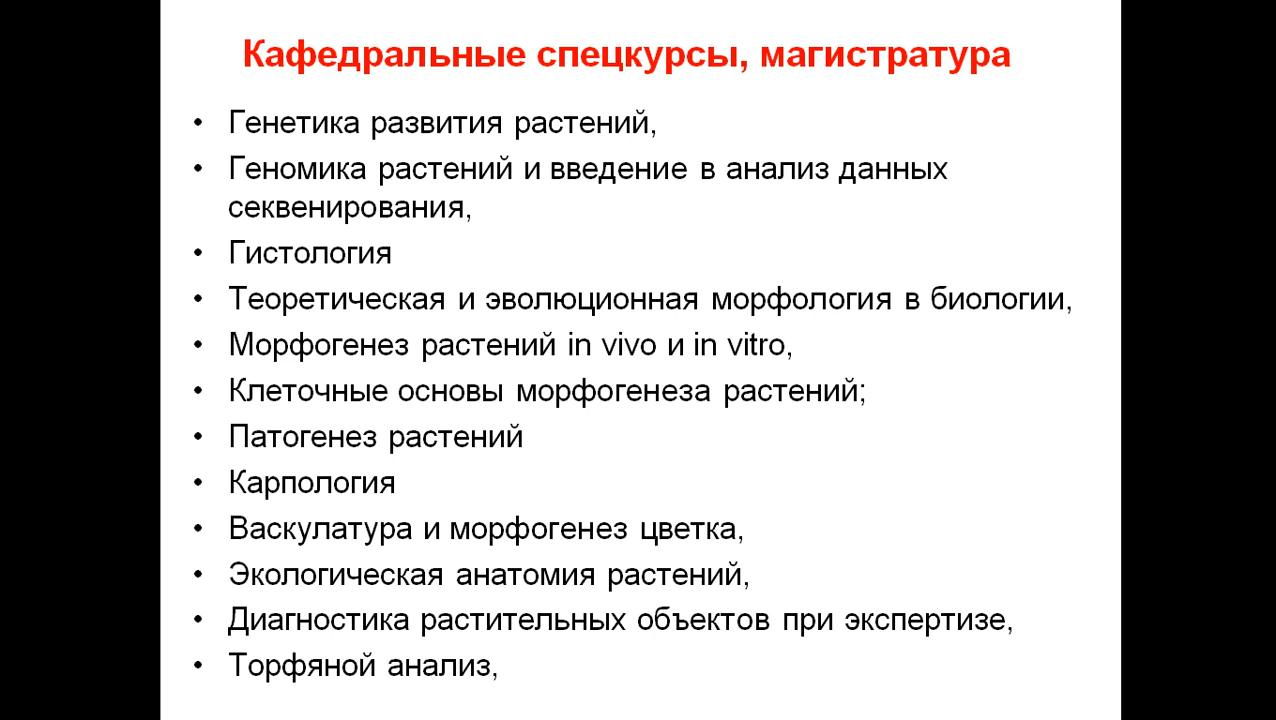 Кафедральные спецкурсы, магистратура
• Генетика развития растений,
• Геномика растений и введение в анализ данных
секвенирования,
• Гистология
• Теоретическая и эволюционная морфология в биологии,
• Морфогенез растений in vivo и in vitro,
• Клеточные основы морфогенеза растений;
• Патогенез растений
• Карпология
• Васкулатура и морфогенез цветка,
• Экологическая анатомия растений,
• Диагностика растительных объектов при экспертизе,
• Торфяной анализ,